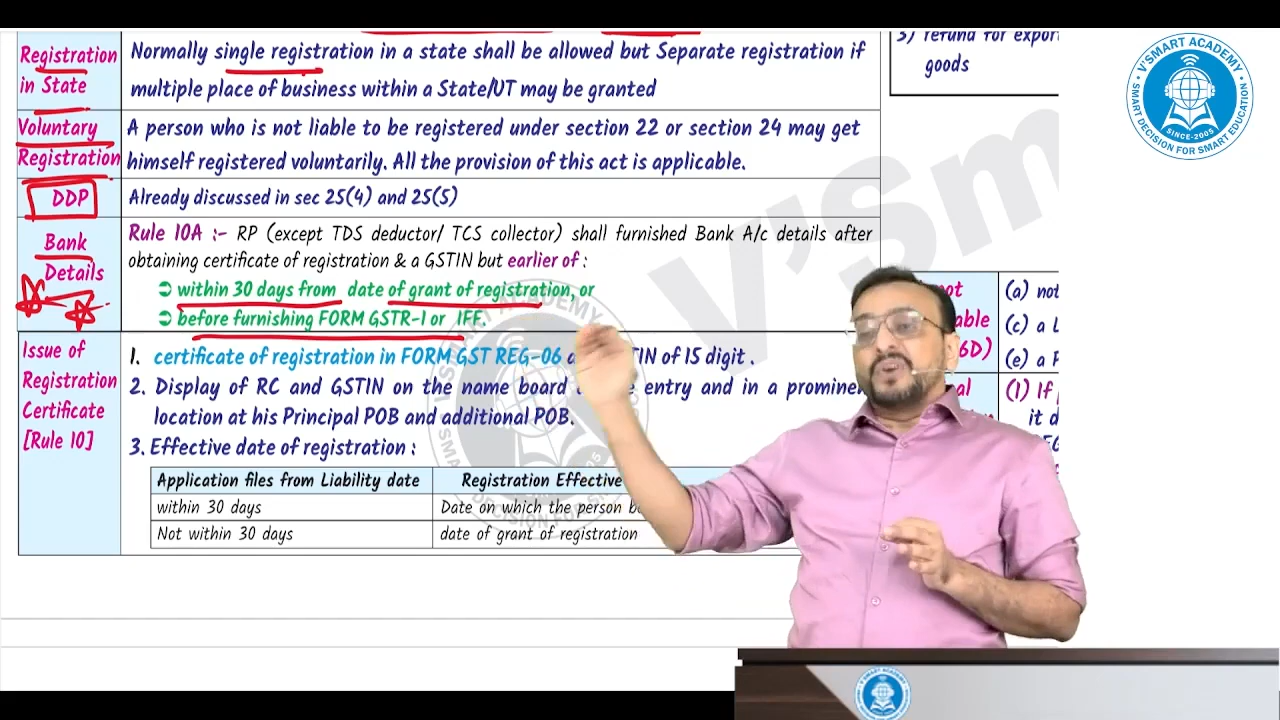 Registration
in State
Normally single registration in a state shall be allowed but Separate registration if
multiple place of business within a State/UT may be granted
Voluntary
Registration
A person who is not liable to be registered under section 22 or section 24 may get
himself registered voluntarily. All the provision of this act is applicable.
DDP
Already discussed in sec 25(4) and 25(5)
Bank
Details
Rule 10A :- RP (except TDS deductor/ TCS collector) shall furnished Bank A/c details after
obtaining certificate of registration & a GSTIN but earlier of :
➲ within 30 days from date of grant of registration, or
➲ before furnishing FORM GSTR-1 or IFF.
Issue of
Registration
Certificate
[Rule 10]
1. certificate of registration in FORM GST REG-06 of 15 digit .
2. Display of RC and GSTIN on the name board entry and in a prominen
location at his Principal POB and additional POB.
3. Effective date of registration :
Application files from Liability date Registration Effective
within 30 days Date on which the person
Not within 30 days date of grant of registration
3) refund for expor
goods
(a) not
(c) a
(e) a
(1) If
it d
V'SMART ACADEMY
SMART DECISION FOR SMART EDUCATION
SINCE-2005
V'Sm